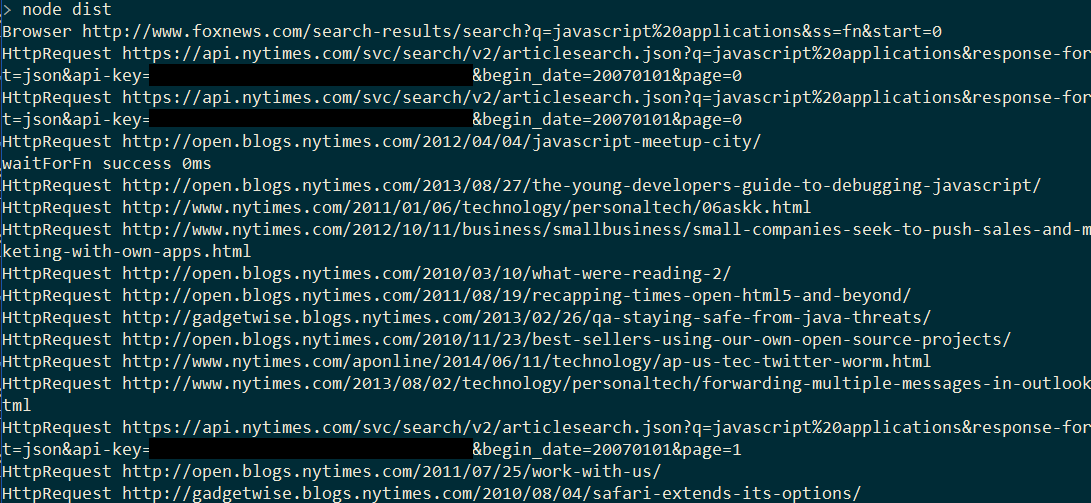 > node dist
Browser http://www.foxnews.com/search-results/search?q=javascript%20applications&ss=fn&start=0
HttpRequest https://api.nytimes.com/svc/search/v2/articlesearch.json?q=javascript%20applications&response-for
t=json&api-key=
&begin_date=20070101&page=0
HttpRequest https://api.nytimes.com/svc/search/v2/articlesearch.json?q=javascript%20applications&response-for
t=json&api-key=
&begin_date=20070101&page=0
HttpRequest http://open.blogs.nytimes.com/2012/04/04/javascript-meetup-city/
waitForFn success 0ms
HttpRequest http://open.blogs.nytimes.com/2013/08/27/the-young-developers-guide-to-debugging-javascript/
HttpRequest http://www.nytimes.com/2011/01/06/technology/personaltech/06askk.html
HttpRequest http://www.nytimes.com/2012/10/11/business/smallbusiness/small-companies-seek-to-push-sales-and-m
keting-with-own-apps.html
HttpRequest http://open.blogs.nytimes.com/2010/03/10/what-were-reading-2/
HttpRequest http://open.blogs.nytimes.com/2011/08/19/recapping-times-open-html5-and-beyond/
HttpRequest http://gadgetwise.blogs.nytimes.com/2013/02/26/qa-staying-safe-from-java-threats/
HttpRequest http://open.blogs.nytimes.com/2010/11/23/best-sellers-using-our-own-open-source-projects/
HttpRequest http://www.nytimes.com/aponline/2014/06/11/technology/ap-us-tec-twitter-worm.html
HttpRequest http://www.nytimes.com/2013/08/02/technology/personaltech/forwarding-multiple-messages-in-outlook
tml
HttpRequest https://api.nytimes.com/svc/search/v2/articlesearch.json?q=javascript%20applications&response-for
t=json&api-key=
&begin_date=20070101&page=1
HttpRequest http://open.blogs.nytimes.com/2011/07/25/work-with-us/
HttpRequest http://gadgetwise.blogs.nytimes.com/2010/08/04/safari-extends-its-options/